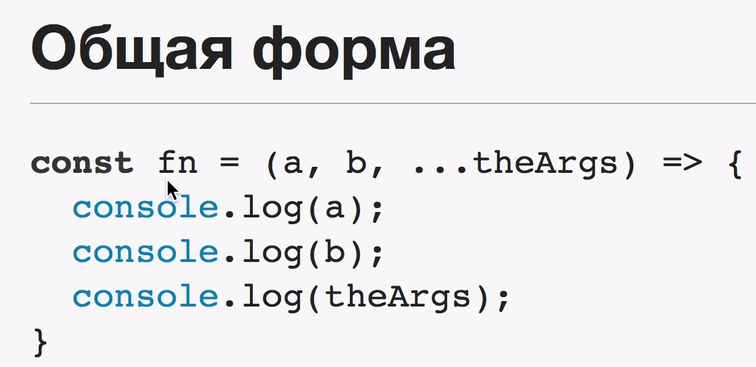 Общая форма
const fn = (a, b, ...theArgs) => {
  console.log(a);
  console.log(b);
  console.log(theArgs);
}